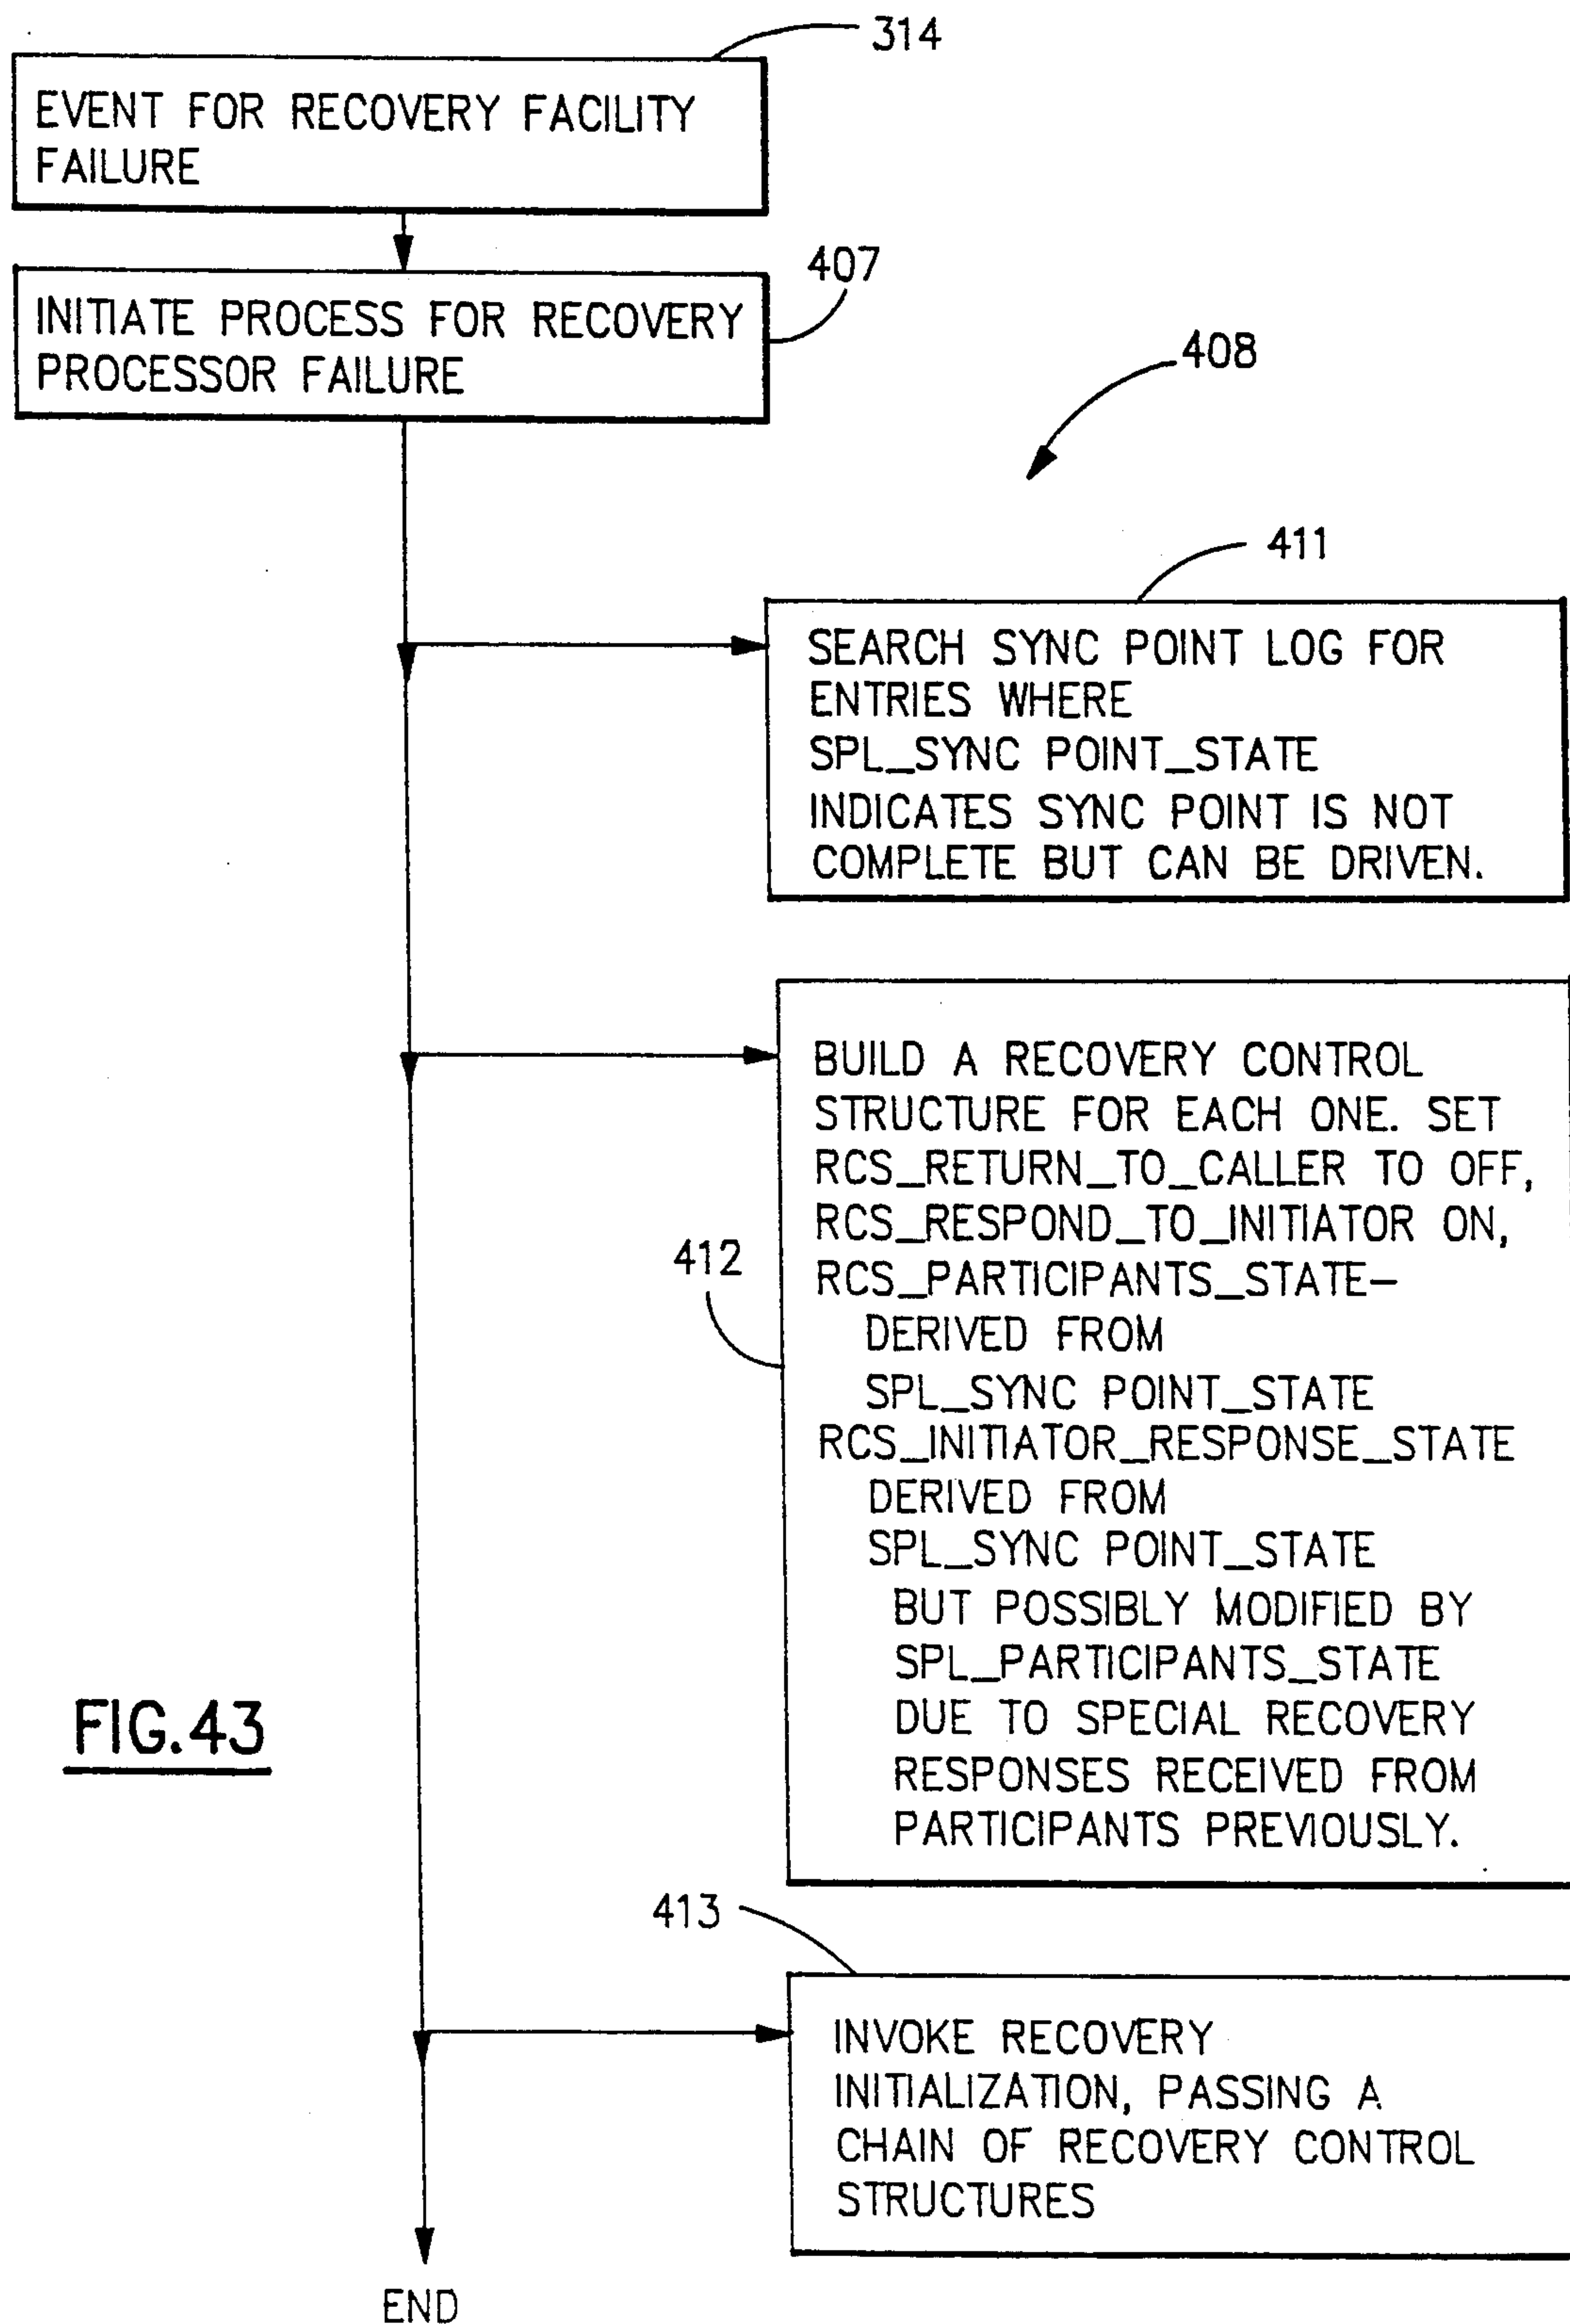 314
EVENT FOR RECOVERY FACILITY
FAILURE
407
INITIATE PROCESS FOR RECOVERY
PROCESSOR FAILURE
408
411
SEARCH SYNC POINT LOG FOR
ENTRIES WHERE
SPL_SYNC POINT_STATE
INDICATES SYNC POINT IS NOT
COMPLETE BUT CAN BE DRIVEN.
412
BUILD A RECOVERY CONTROL
STRUCTURE FOR EACH ONE. SET
RCS_RETURN_TO_CALLER TO OFF,
RCS_RESPOND_TO_INITIATOR ON,
RCS_PARTICIPANTS_STATE-
DERIVED FROM
SPL_SYNC POINT_STATE
RCS_INITIATOR_RESPONSE_STATE
DERIVED FROM
SPL_SYNC POINT_STATE
BUT POSSIBLY MODIFIED BY
SPL_PARTICIPANTS_STATE
DUE TO SPECIAL RECOVERY
RESPONSES RECEIVED FROM
PARTICIPANTS PREVIOUSLY.
FIG.43
413
INVOKE RECOVERY
INITIALIZATION, PASSING A
CHAIN OF RECOVERY CONTROL
STRUCTURES
END